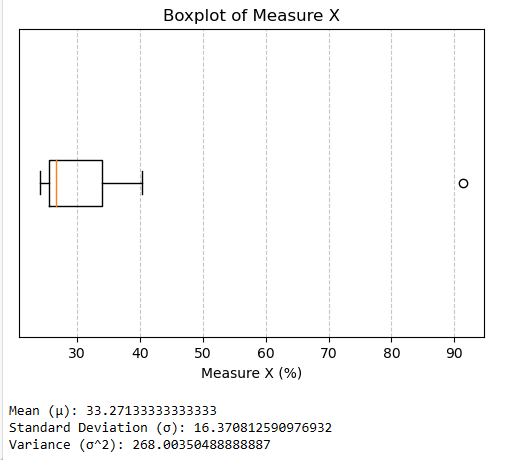 Boxplot of Measure X
30 40 50 60 70 80 90
Measure X (%)
Mean (μ): 33.27133333333333
Standard Deviation (σ): 16.370812590976932
Variance (σ^2): 268.00350488888887